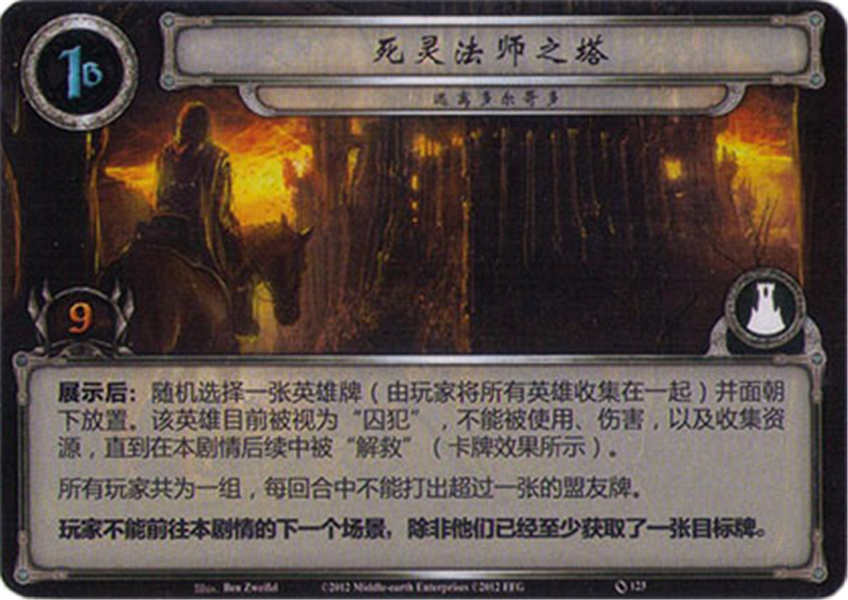 1B
死灵法师之塔
逃离多尔哥多
9
展示后：随机选择一张英雄牌（由玩家将所有英雄收集在一起）并面朝
下放置。该英雄目前被视为“囚犯”，不能被使用、伤害，以及收集资
源，直到在本剧情后续中被“解救”（卡牌效果所示）。
所有玩家共为一组，每回合中不能打出超过一张的盟友牌。
玩家不能前往本剧情的下一个场景，除非他们已经至少获取了一张目标牌。
Illus. Ben Zweifel ©2012 Middle-earth Enterprises ©2012 FFG 123